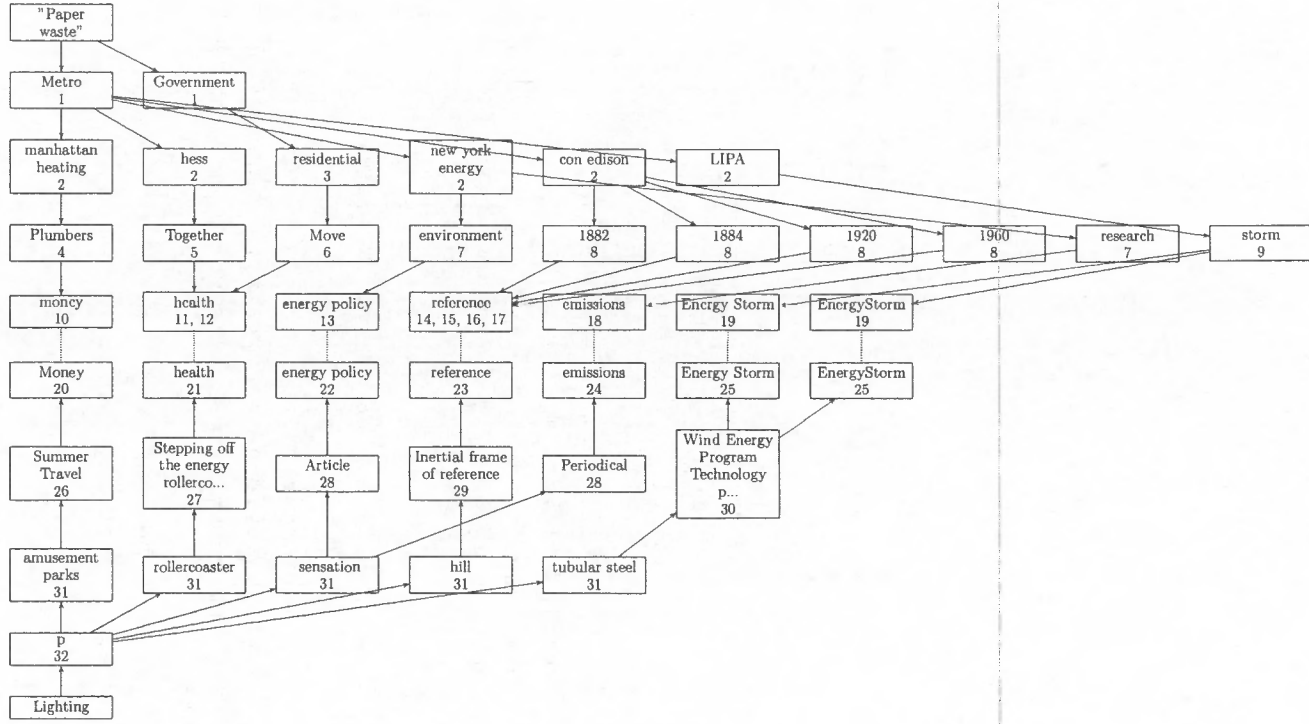 "Paper
waste"
Metro
1
Government
1
manhattan
heating
2
hess
2
residential
3
new york
energy
2
con edison
2
LIPA
2
Plumbers
4
Together
5
Move
6
environment
7
1882
8
1884
8
1920
8
1960
8
research
7
storm
9
money
10
health
11, 12
energy policy
13
reference
14, 15, 16, 17
emissions
18
Energy Storm
19
EnergyStorm
19
Money
20
health
21
energy policy
22
reference
23
emissions
24
Energy Storm
25
EnergyStorm
25
Summer
Travel
26
Stepping off
the energy
rollerco...
27
Article
28
Inertial frame
of reference
29
Periodical
28
Wind Energy
Program
Technology
p...
30
amusement
parks
31
rollercoaster
31
sensation
31
hill
31
tubular steel
31
p
32
Lighting